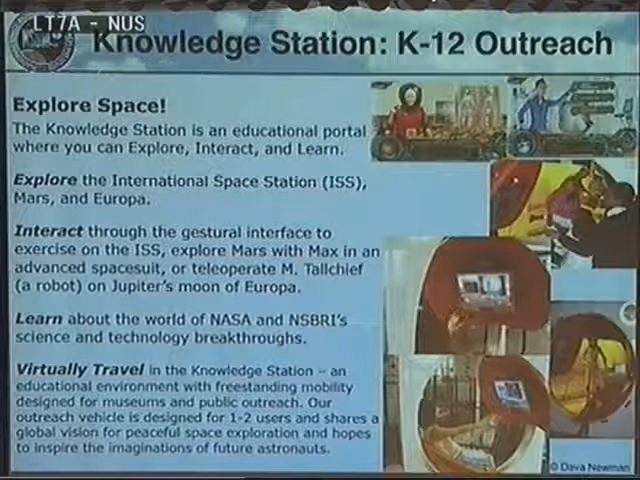 LT7A - NUS
Knowledge Station: K-12 Outreach
Explore Space!
The Knowledge Station is an educational portal
where you can Explore, Interact, and Learn.
Explore the International Space Station (ISS),
Mars, and Europa.
Interact through the gestural interface to
exercise on the ISS, explore Mars with Max in an
advanced spacesuit, or teleoperate M. Tallchief
(a robot) on Jupiter's moon of Europa.
Learn about the world of NASA and NSBRI's
science and technology breakthroughs.
Virtually Travel in the Knowledge Station – an
educational environment with freestanding mobility
designed for museums and public outreach. Our
outreach vehicle is designed for 1-2 users and shares a
global vision for peaceful space exploration and hopes
to inspire the imaginations of future astronauts.
© Dava Newman